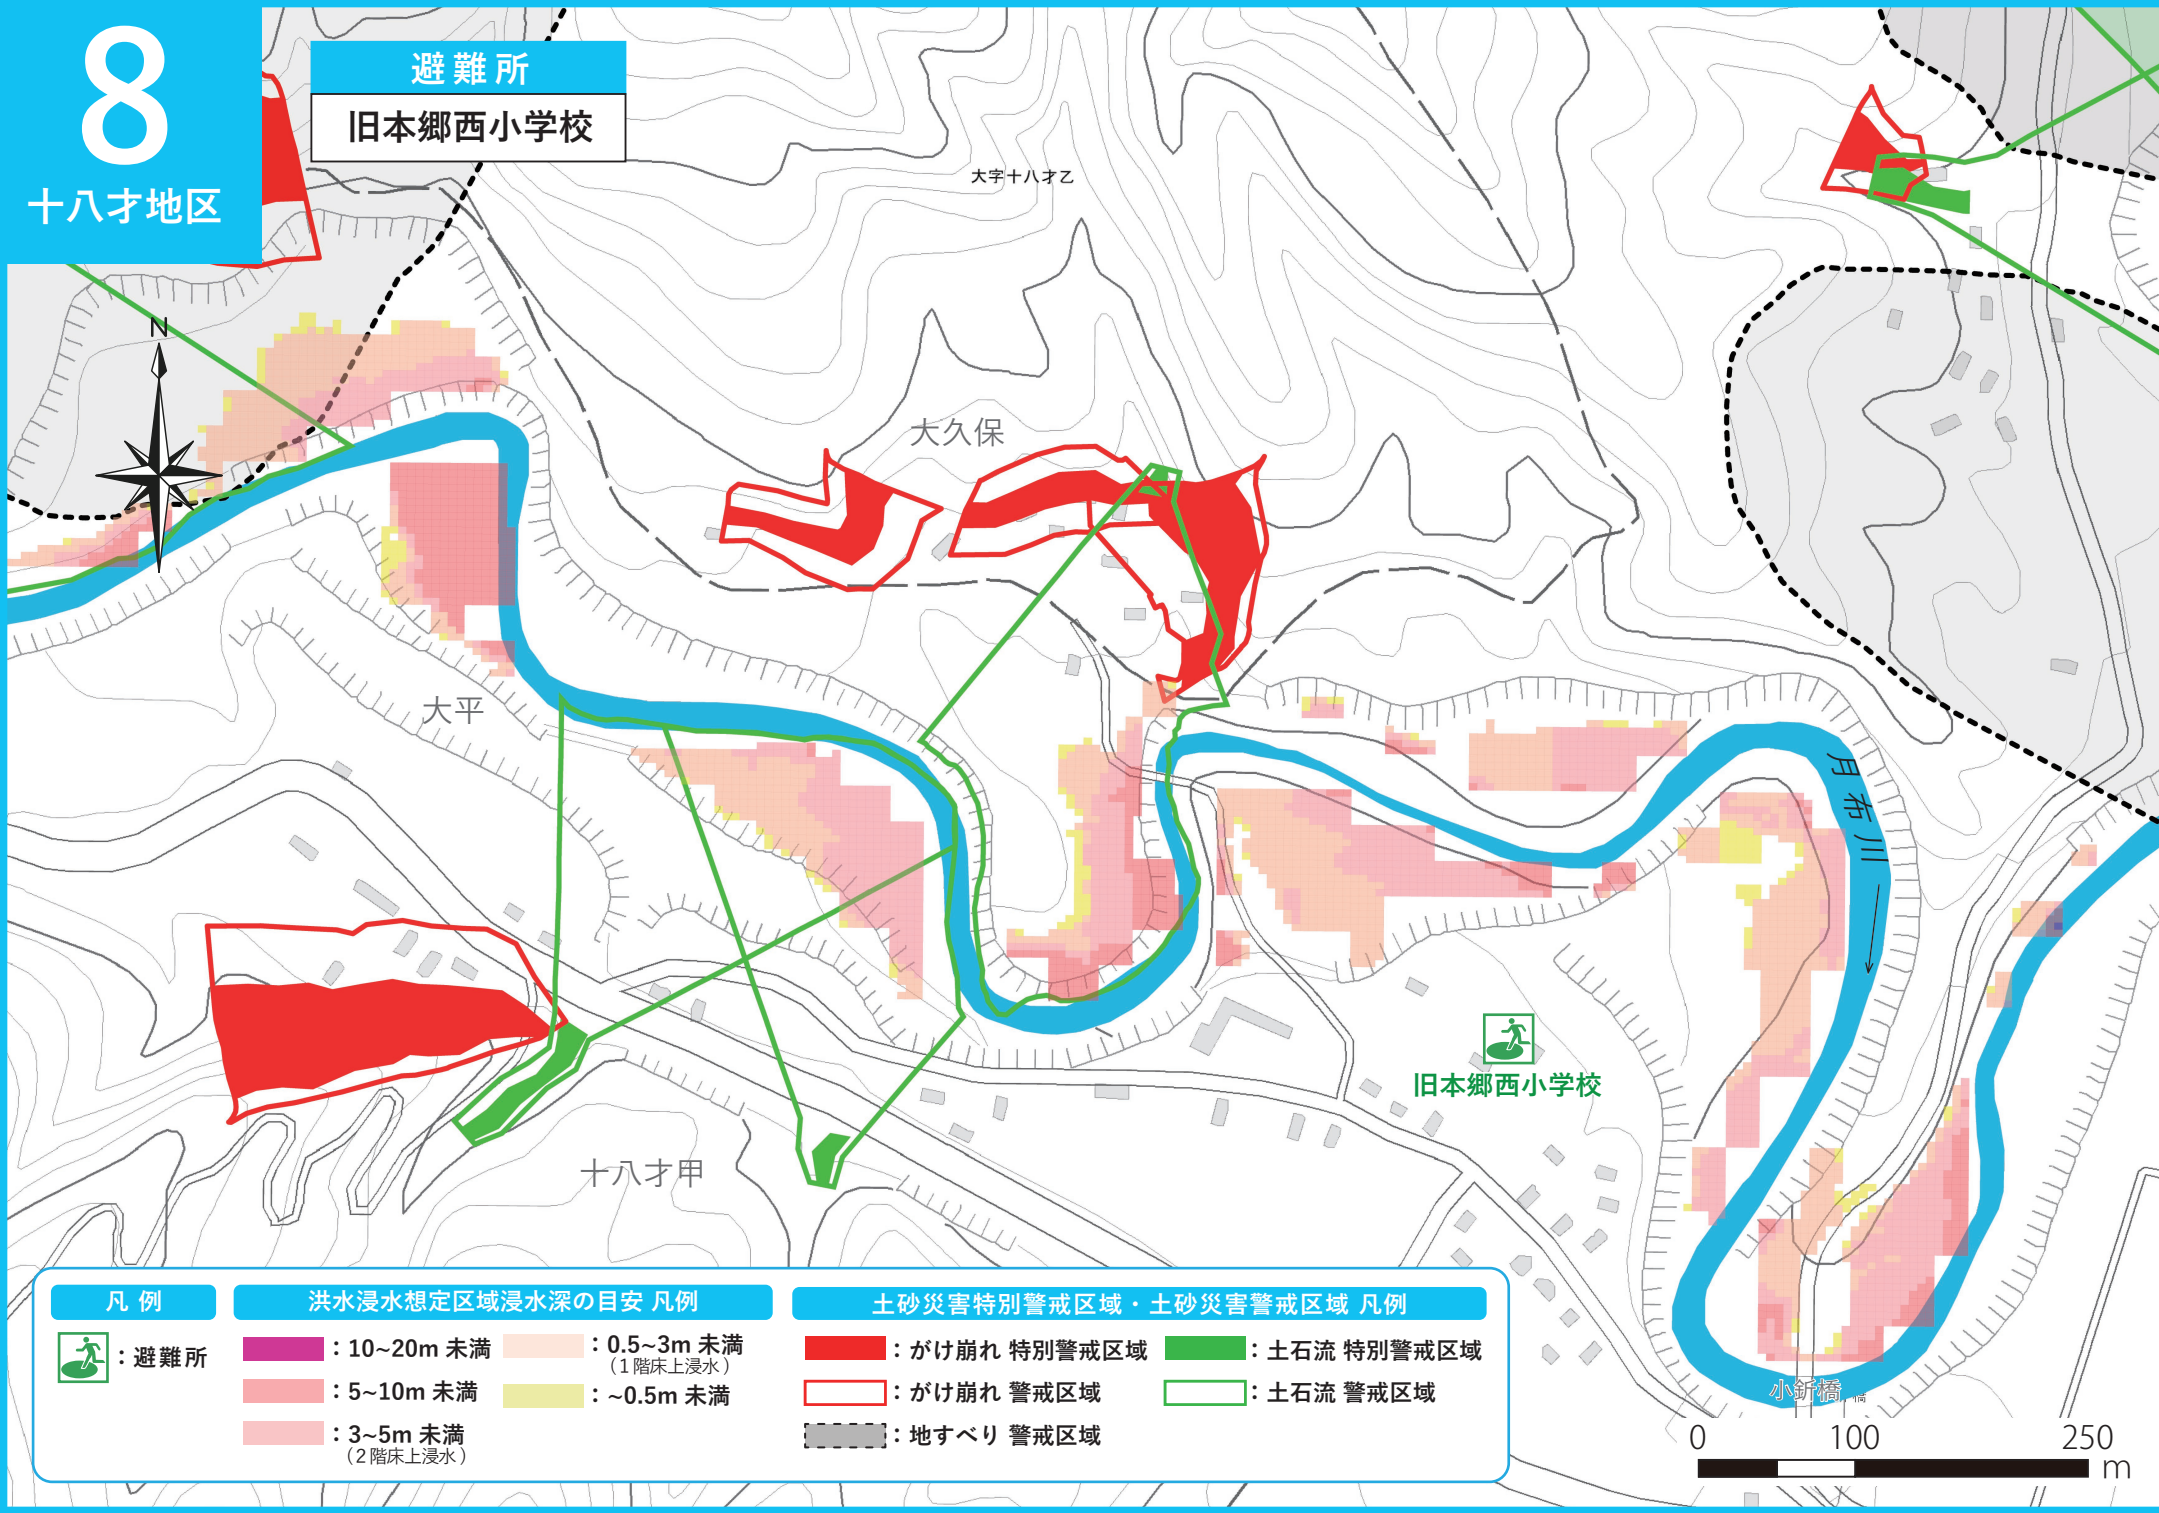 8
十八才地区
避難所
旧本郷西小学校
大字十八才乙
N
大久保
大平
月布川
旧本郷西小学校
十八才甲
小釿橋
凡 例
：避難所
洪水浸水想定区域浸水深の目安 凡例
：10~20m 未満
：5~10m 未満
：3~5m 未満
（2階床上浸水）
：0.5~3m 未満
（1階床上浸水）
：~0.5m 未満
土砂災害特別警戒区域・土砂災害警戒区域 凡例
：がけ崩れ 特別警戒区域
：がけ崩れ 警戒区域
：地すべり 警戒区域
：土石流 特別警戒区域
：土石流 警戒区域
0 100 250
m